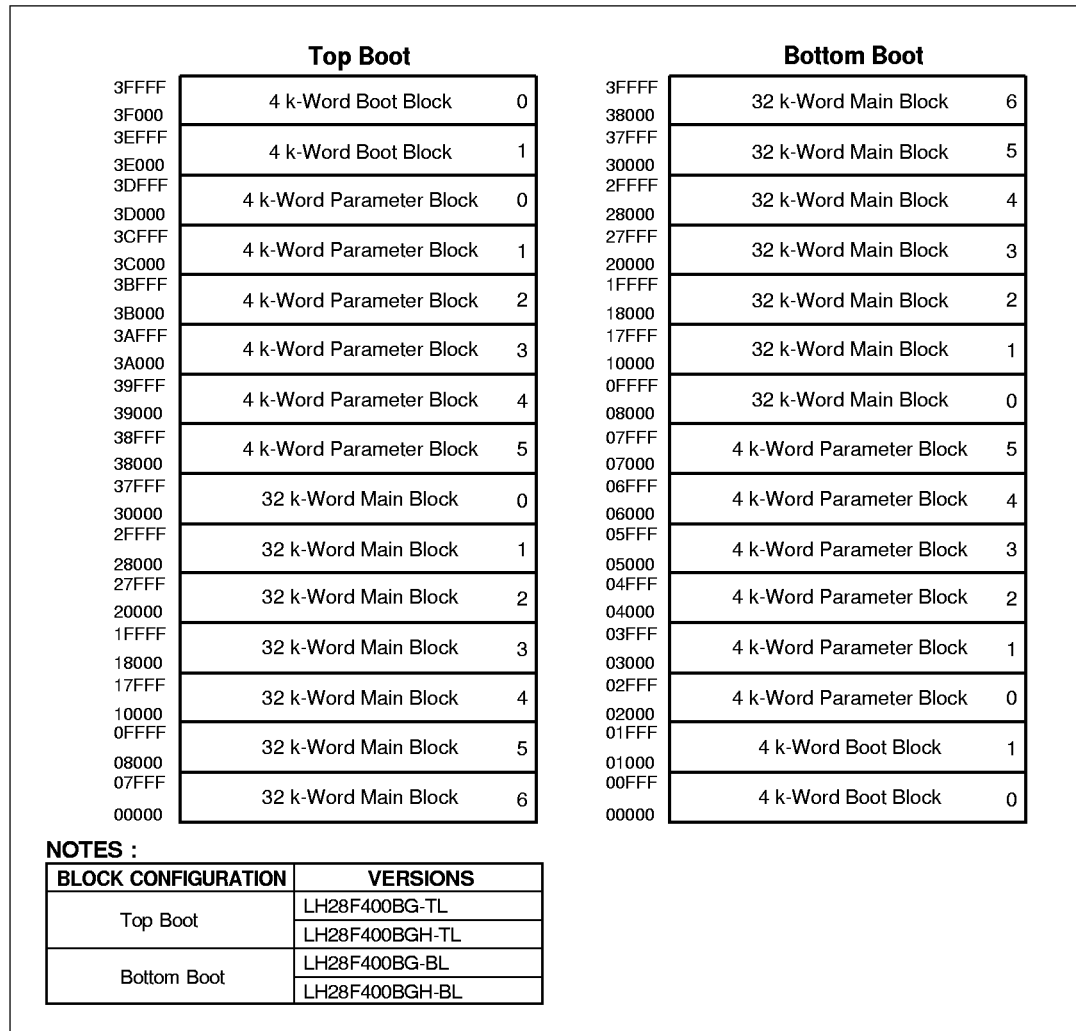 Top Boot
3FFFF
3F000
4 k-Word Boot Block 0
3EFFF
3E000
4 k-Word Boot Block 1
3DFFF
3D000
4 k-Word Parameter Block 0
3CFFF
3C000
4 k-Word Parameter Block 1
3BFFF
3B000
4 k-Word Parameter Block 2
3AFFF
3A000
4 k-Word Parameter Block 3
39FFF
39000
4 k-Word Parameter Block 4
38FFF
38000
4 k-Word Parameter Block 5
37FFF
30000
32 k-Word Main Block 0
2FFFF
28000
32 k-Word Main Block 1
27FFF
20000
32 k-Word Main Block 2
1FFFF
18000
32 k-Word Main Block 3
17FFF
10000
32 k-Word Main Block 4
0FFFF
08000
32 k-Word Main Block 5
07FFF
00000
32 k-Word Main Block 6
Bottom Boot
3FFFF
38000
32 k-Word Main Block 6
37FFF
30000
32 k-Word Main Block 5
2FFFF
28000
32 k-Word Main Block 4
27FFF
20000
32 k-Word Main Block 3
1FFFF
18000
32 k-Word Main Block 2
17FFF
10000
32 k-Word Main Block 1
0FFFF
08000
32 k-Word Main Block 0
07FFF
07000
4 k-Word Parameter Block 5
06FFF
06000
4 k-Word Parameter Block 4
05FFF
05000
4 k-Word Parameter Block 3
04FFF
04000
4 k-Word Parameter Block 2
03FFF
03000
4 k-Word Parameter Block 1
02FFF
02000
4 k-Word Parameter Block 0
01FFF
01000
4 k-Word Boot Block 1
00FFF
00000
4 k-Word Boot Block 0
NOTES :
BLOCK CONFIGURATION VERSIONS
Top Boot
LH28F400BG-TL
LH28F400BGH-TL
Bottom Boot
LH28F400BG-BL
LH28F400BGH-BL